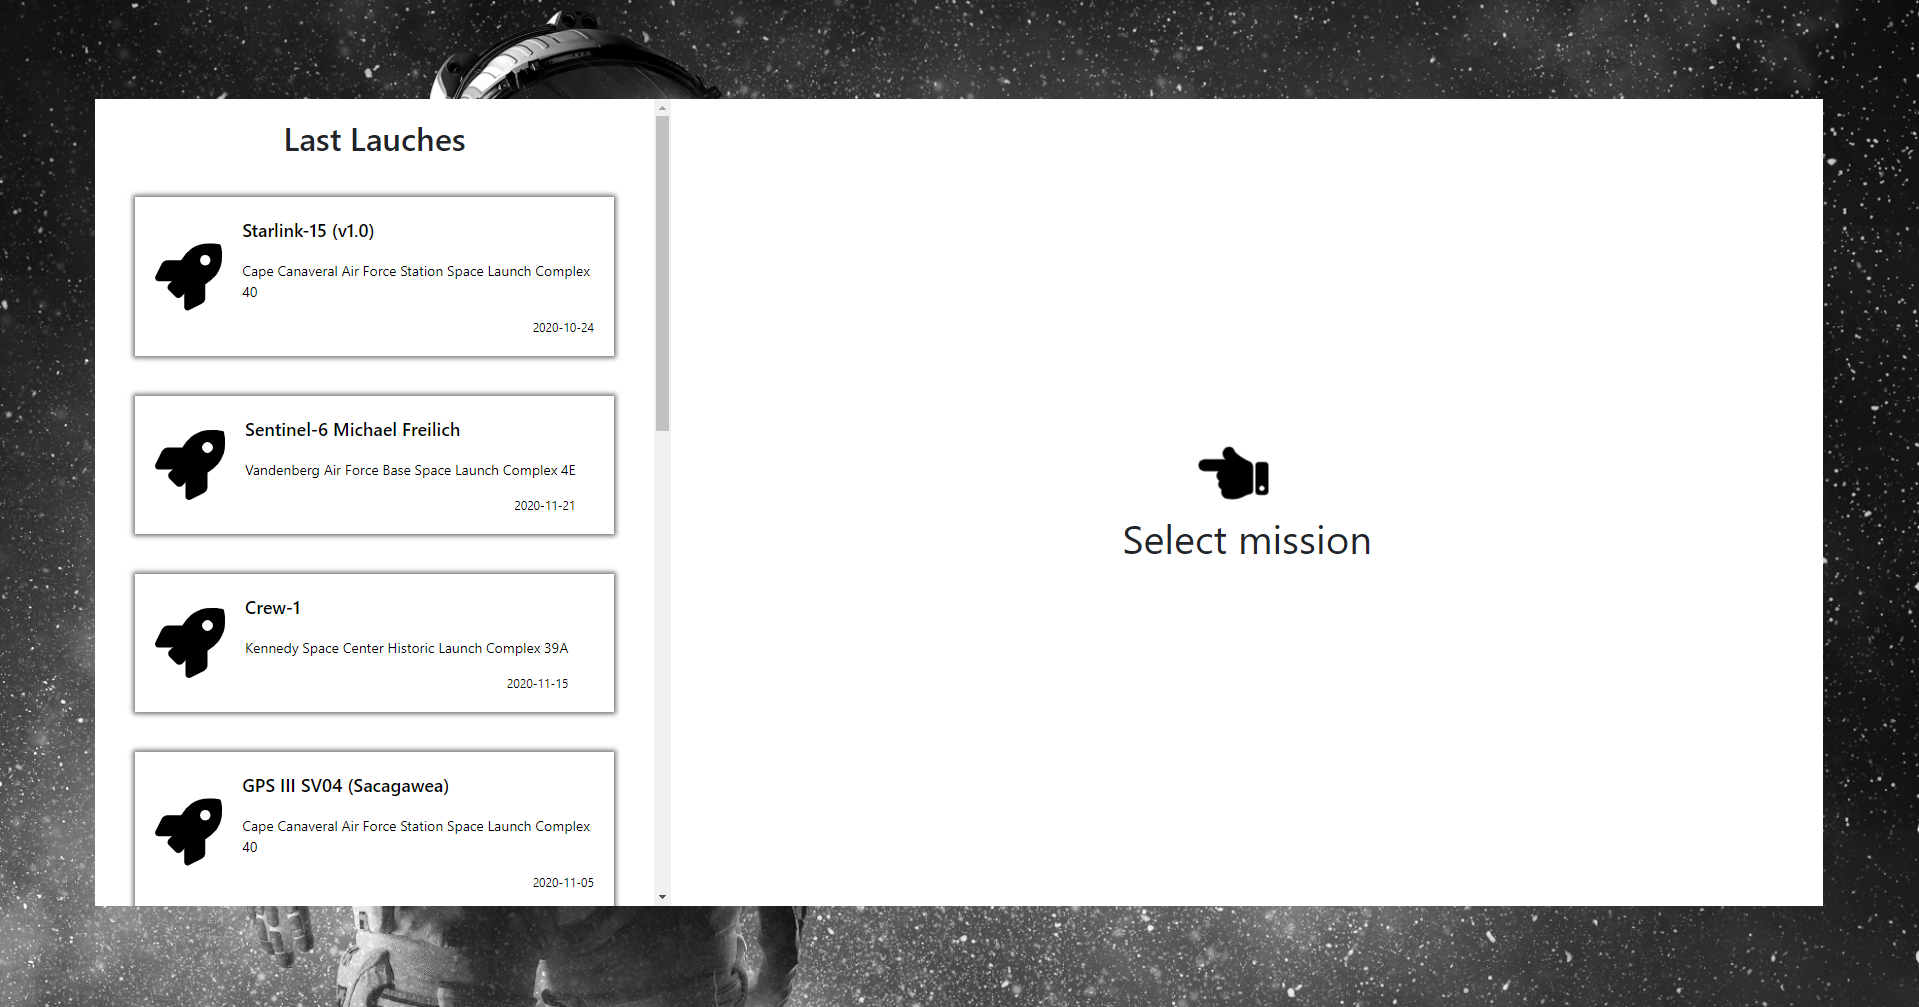 Last Lauches
Starlink-15 (v1.0)
Cape Canaveral Air Force Station Space Launch Complex
40
2020-10-24
Sentinel-6 Michael Freilich
Vandenberg Air Force Base Space Launch Complex 4E
2020-11-21
Crew-1
Kennedy Space Center Historic Launch Complex 39A
2020-11-15
GPS III SV04 (Sacagawea)
Cape Canaveral Air Force Station Space Launch Complex
40
2020-11-05
Select mission